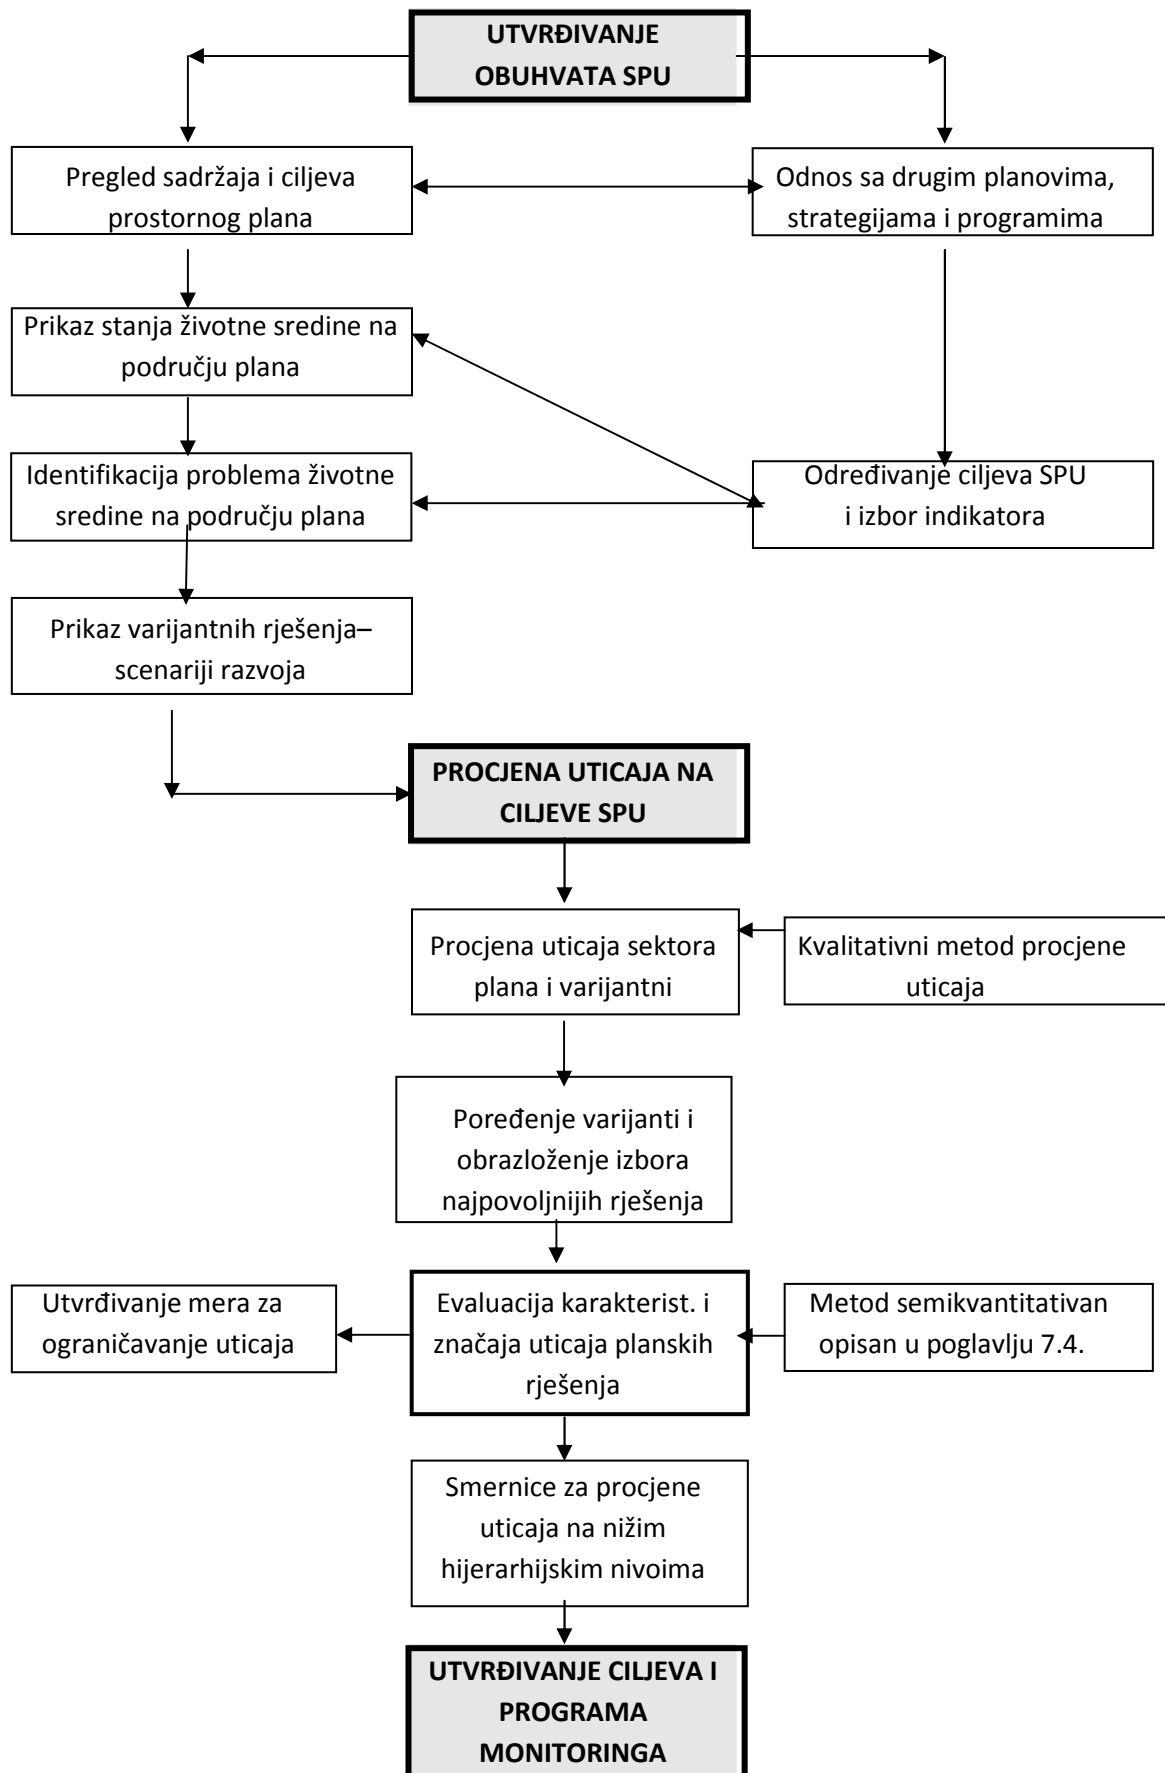 UTVRĐIVANJE
OBUHVATA SPU
Pregled sadržaja i ciljeva
prostornog plana
Odnos sa drugim planovima,
strategijama i programima
Prikaz stanja životne sredine na
području plana
Identifikacija problema životne
sredine na području plana
Određivanje ciljeva SPU
i izbor indikatora
Prikaz varijantnih rješenja–
scenariji razvoja
PROCJENA UTICAJA NA
CILJEVE SPU
Procjena uticaja sektora
plana i varijantni
Kvalitativni metod procjene
uticaja
Poređenje varijanti i
obrazloženje izbora
najpovoljnijih rješenja
Utvrđivanje mera za
ograničavanje uticaja
Evaluacija karakterist. i
značaja uticaja planskih
rješenja
Metod semikvantitativan
opisan u poglavlju 7.4.
Smernice za procjene
uticaja na nižim
hijerarhijskim nivoima
UTVRĐIVANJE CILJEVA I
PROGRAMA
MONITORINGA